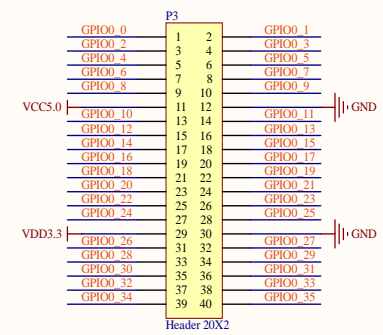 P3
GPIO0_0 1 2 GPIO0_1
GPIO0_2 3 4 GPIO0_3
GPIO0_4 5 6 GPIO0_5
GPIO0_6 7 8 GPIO0_7
GPIO0_8 9 10 GPIO0_9
VCC5.0 11 12 GND
GPIO0_10 13 14 GPIO0_11
GPIO0_12 15 16 GPIO0_13
GPIO0_14 17 18 GPIO0_15
GPIO0_16 19 20 GPIO0_17
GPIO0_18 21 22 GPIO0_19
GPIO0_20 23 24 GPIO0_21
GPIO0_22 25 26 GPIO0_23
GPIO0_24 27 28 GPIO0_25
VDD3.3 29 30 GND
GPIO0_26 31 32 GPIO0_27
GPIO0_28 33 34 GPIO0_29
GPIO0_30 35 36 GPIO0_31
GPIO0_32 37 38 GPIO0_33
GPIO0_34 39 40 GPIO0_35
Header 20X2